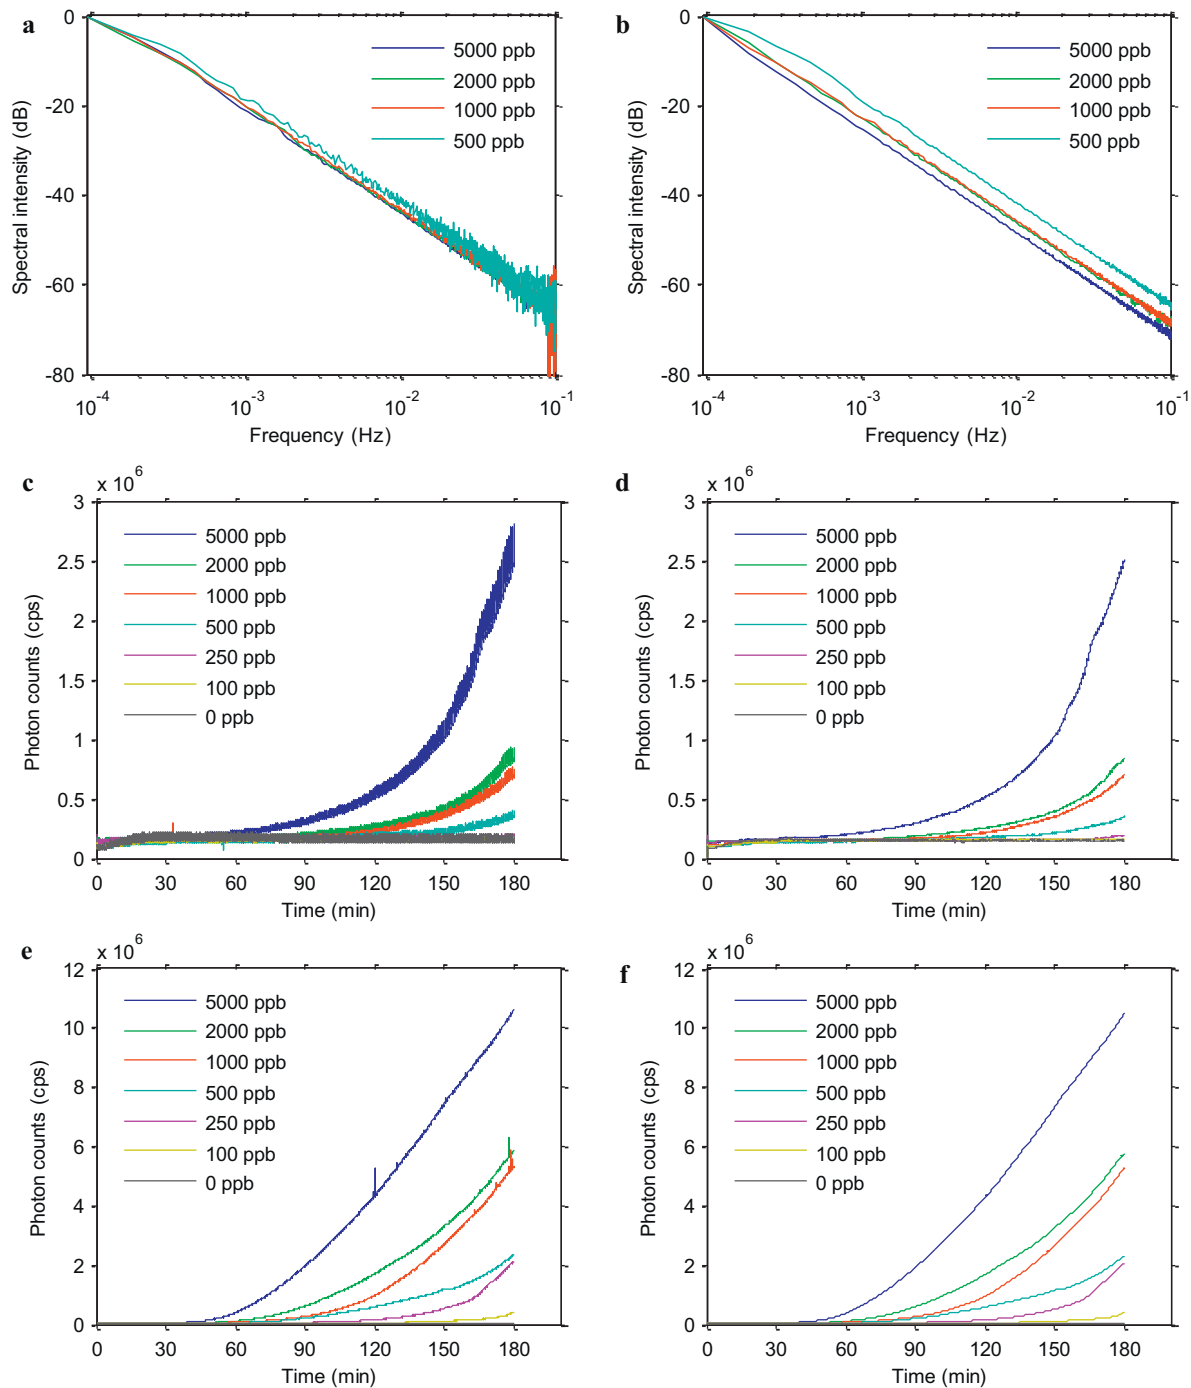 a
0
-20
-40
-60
-80
Spectral intensity (dB)
5000 ppb
2000 ppb
1000 ppb
500 ppb
10-4
10-3
10-2
10-1
Frequency (Hz)
b
0
-20
-40
-60
-80
Spectral intensity (dB)
5000 ppb
2000 ppb
1000 ppb
500 ppb
10-4
10-3
10-2
10-1
Frequency (Hz)
c
x 10 6
3
2.5
2
1.5
1
0.5
0
Photon counts (cps)
5000 ppb
2000 ppb
1000 ppb
500 ppb
250 ppb
100 ppb
0 ppb
0 30 60 90 120 150 180
Time (min)
d
x 10 6
3
2.5
2
1.5
1
0.5
0
Photon counts (cps)
5000 ppb
2000 ppb
1000 ppb
500 ppb
250 ppb
100 ppb
0 ppb
0 30 60 90 120 150 180
Time (min)
e
x 10 6
12
10
8
6
4
2
0
Photon counts (cps)
5000 ppb
2000 ppb
1000 ppb
500 ppb
250 ppb
100 ppb
0 ppb
0 30 60 90 120 150 180
Time (min)
f
x 10 6
12
10
8
6
4
2
0
Photon counts (cps)
5000 ppb
2000 ppb
1000 ppb
500 ppb
250 ppb
100 ppb
0 ppb
0 30 60 90 120 150 180
Time (min)